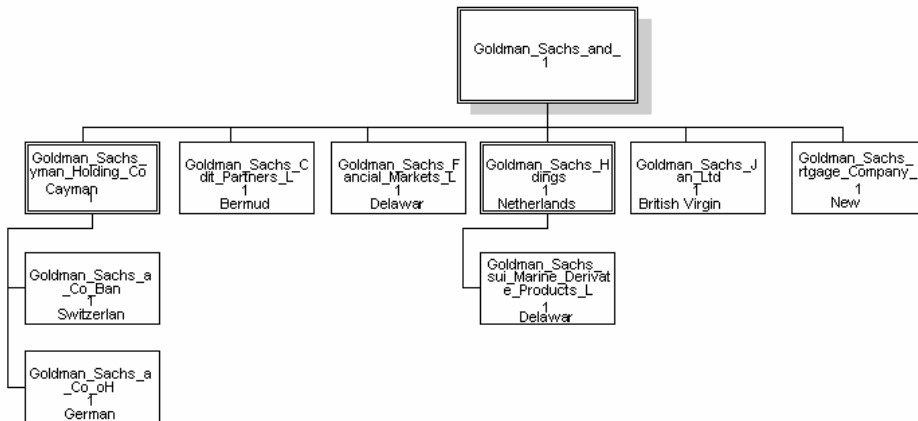 Goldman_Sachs_and_
1
Goldman_Sachs_
yman_Holding_Co
Cayman
1
Goldman_Sachs_C
dit_Partners_L
1
Bermud
Goldman_Sachs_F
ancial_Markets_L
1
Delawar
Goldman_Sachs_H
dings
1
Netherlands
Goldman_Sachs_J
an_Ltd
1
British Virgin
Goldman_Sachs_
rtgage_Company_
1
New
Goldman_Sachs_a
_Co_Ban
1
Switzerlan
Goldman_Sachs_
sui_Marine_Derivat
e_Products_L
1
Delawar
Goldman_Sachs_a
_Co_oH
1
German